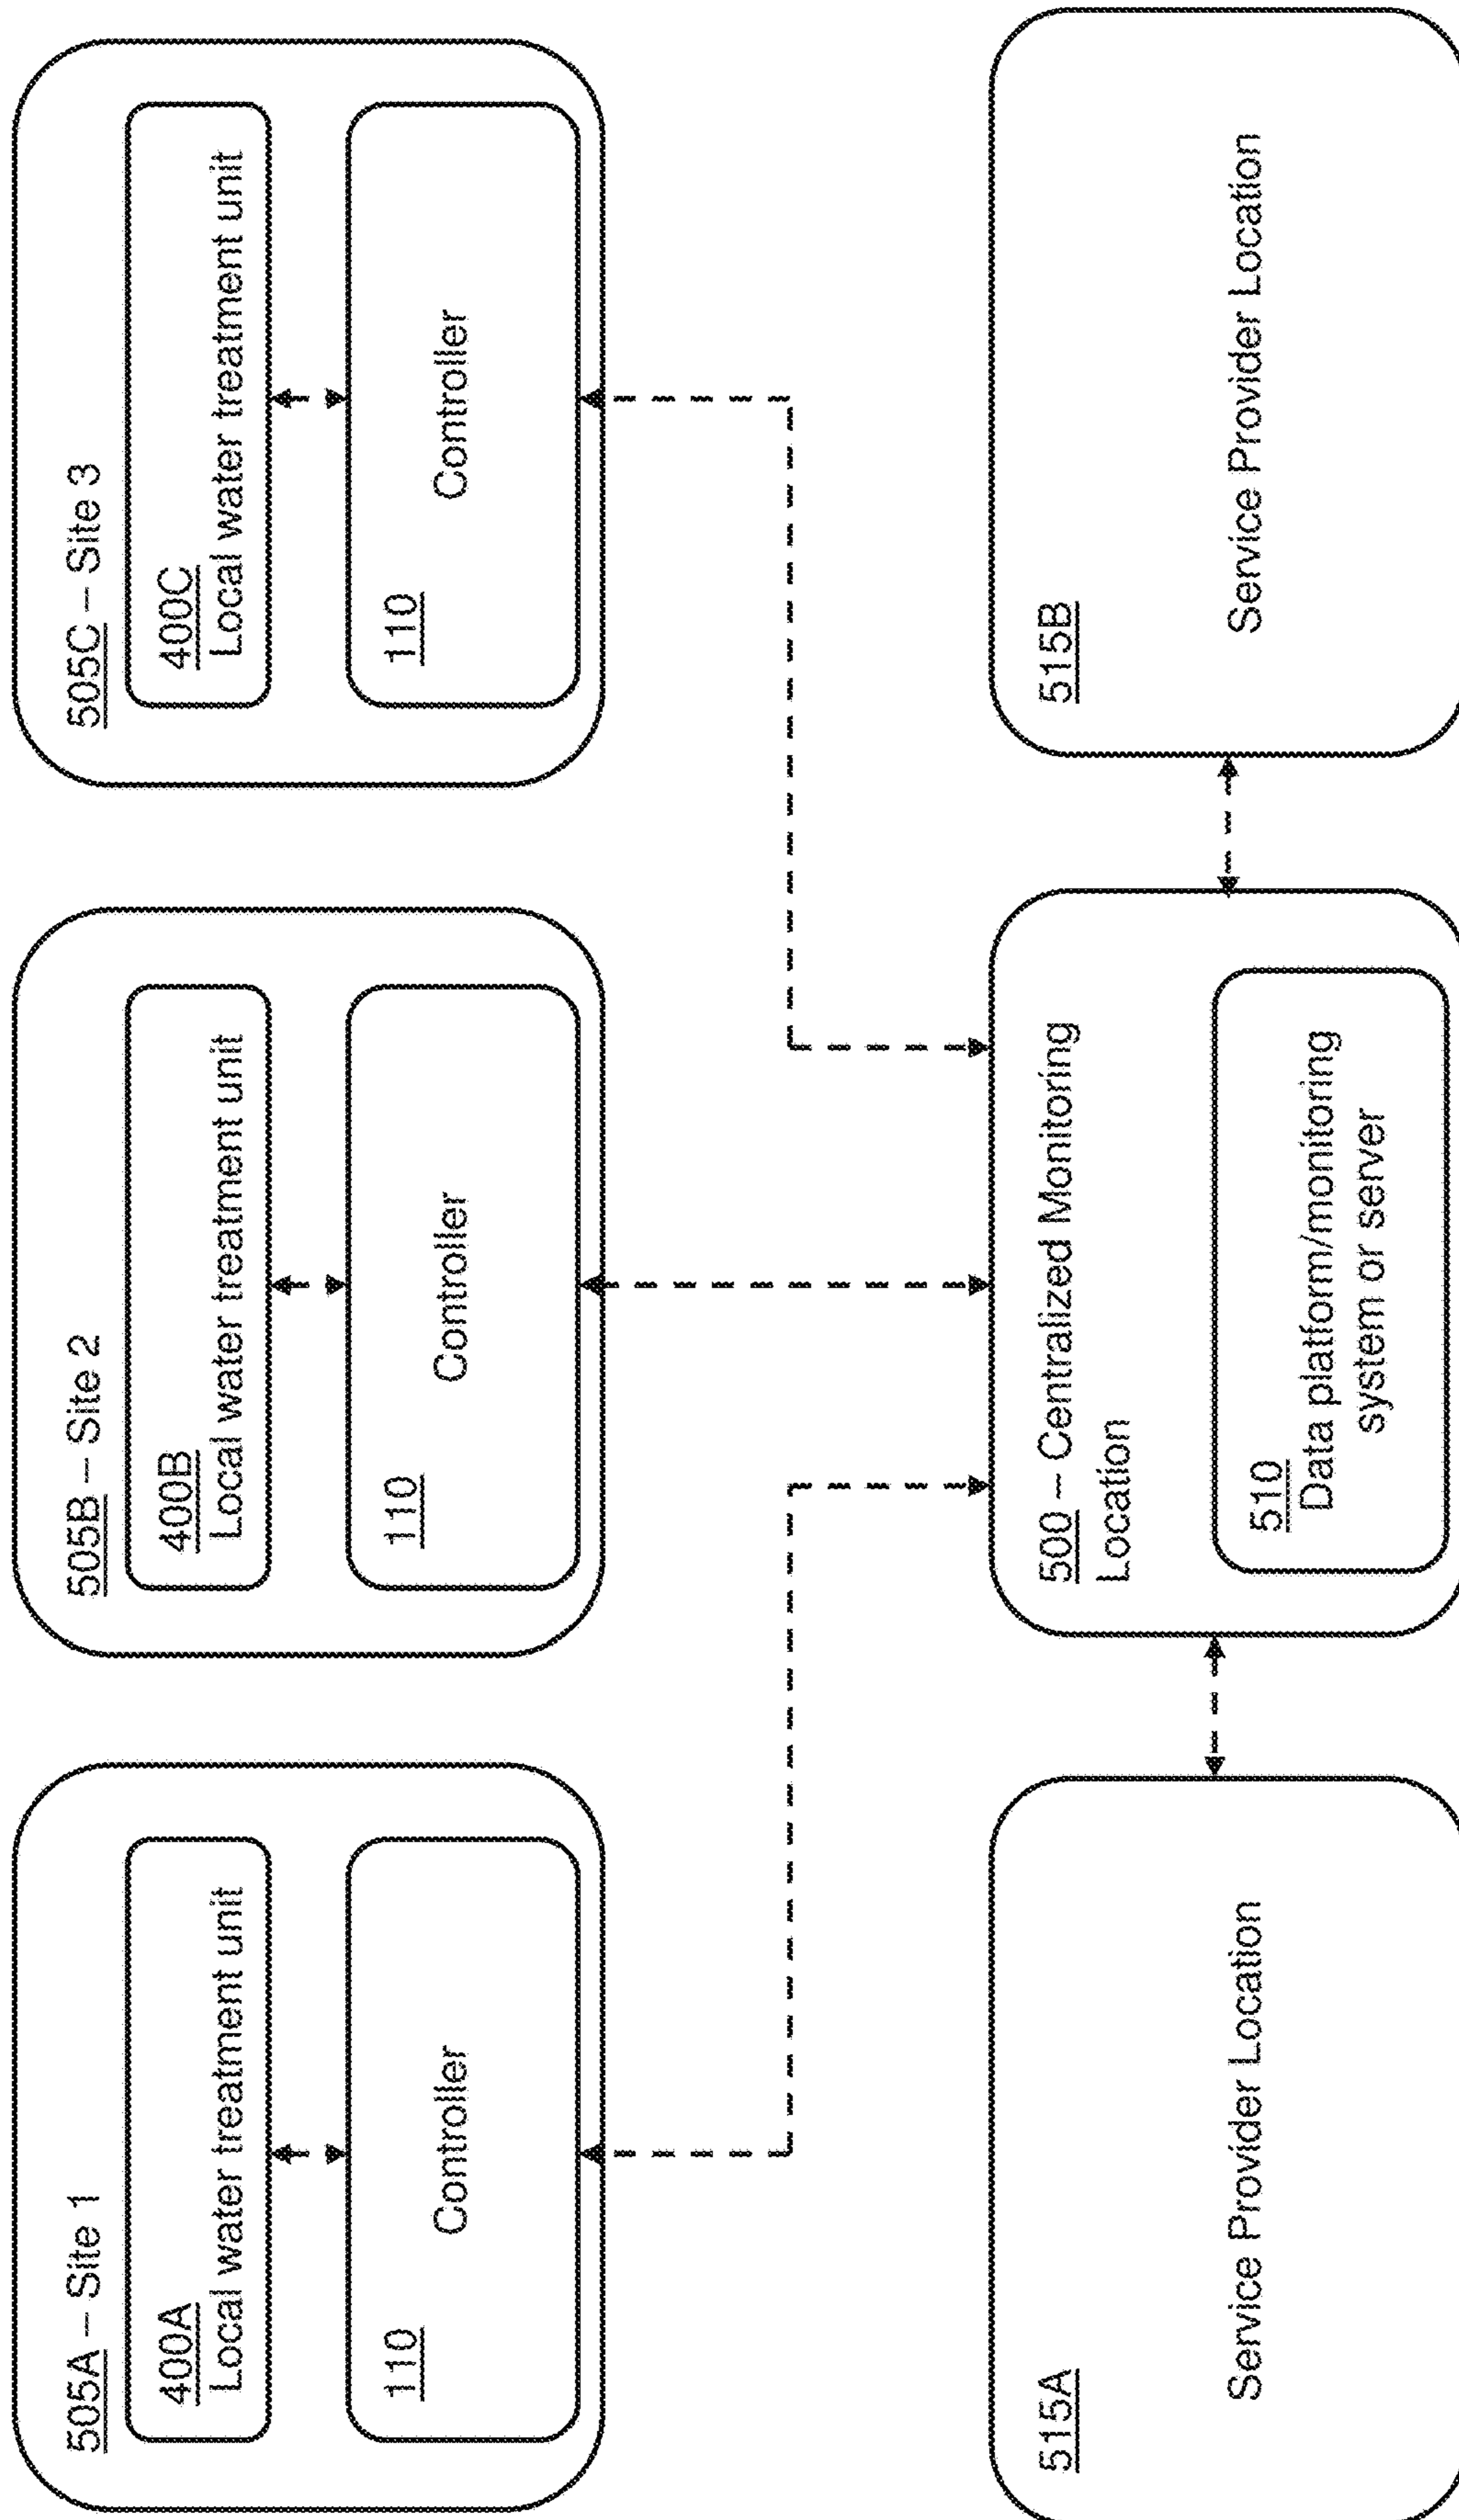 505A – Site 1
400A
Local water treatment unit
110
Controller
505B – Site 2
400B
Local water treatment unit
110
Controller
505C – Site 3
400C
Local water treatment unit
110
Controller
515A
Service Provider Location
500 – Centralized Monitoring
Location
510
Data platform/monitoring
system or server
515B
Service Provider Location